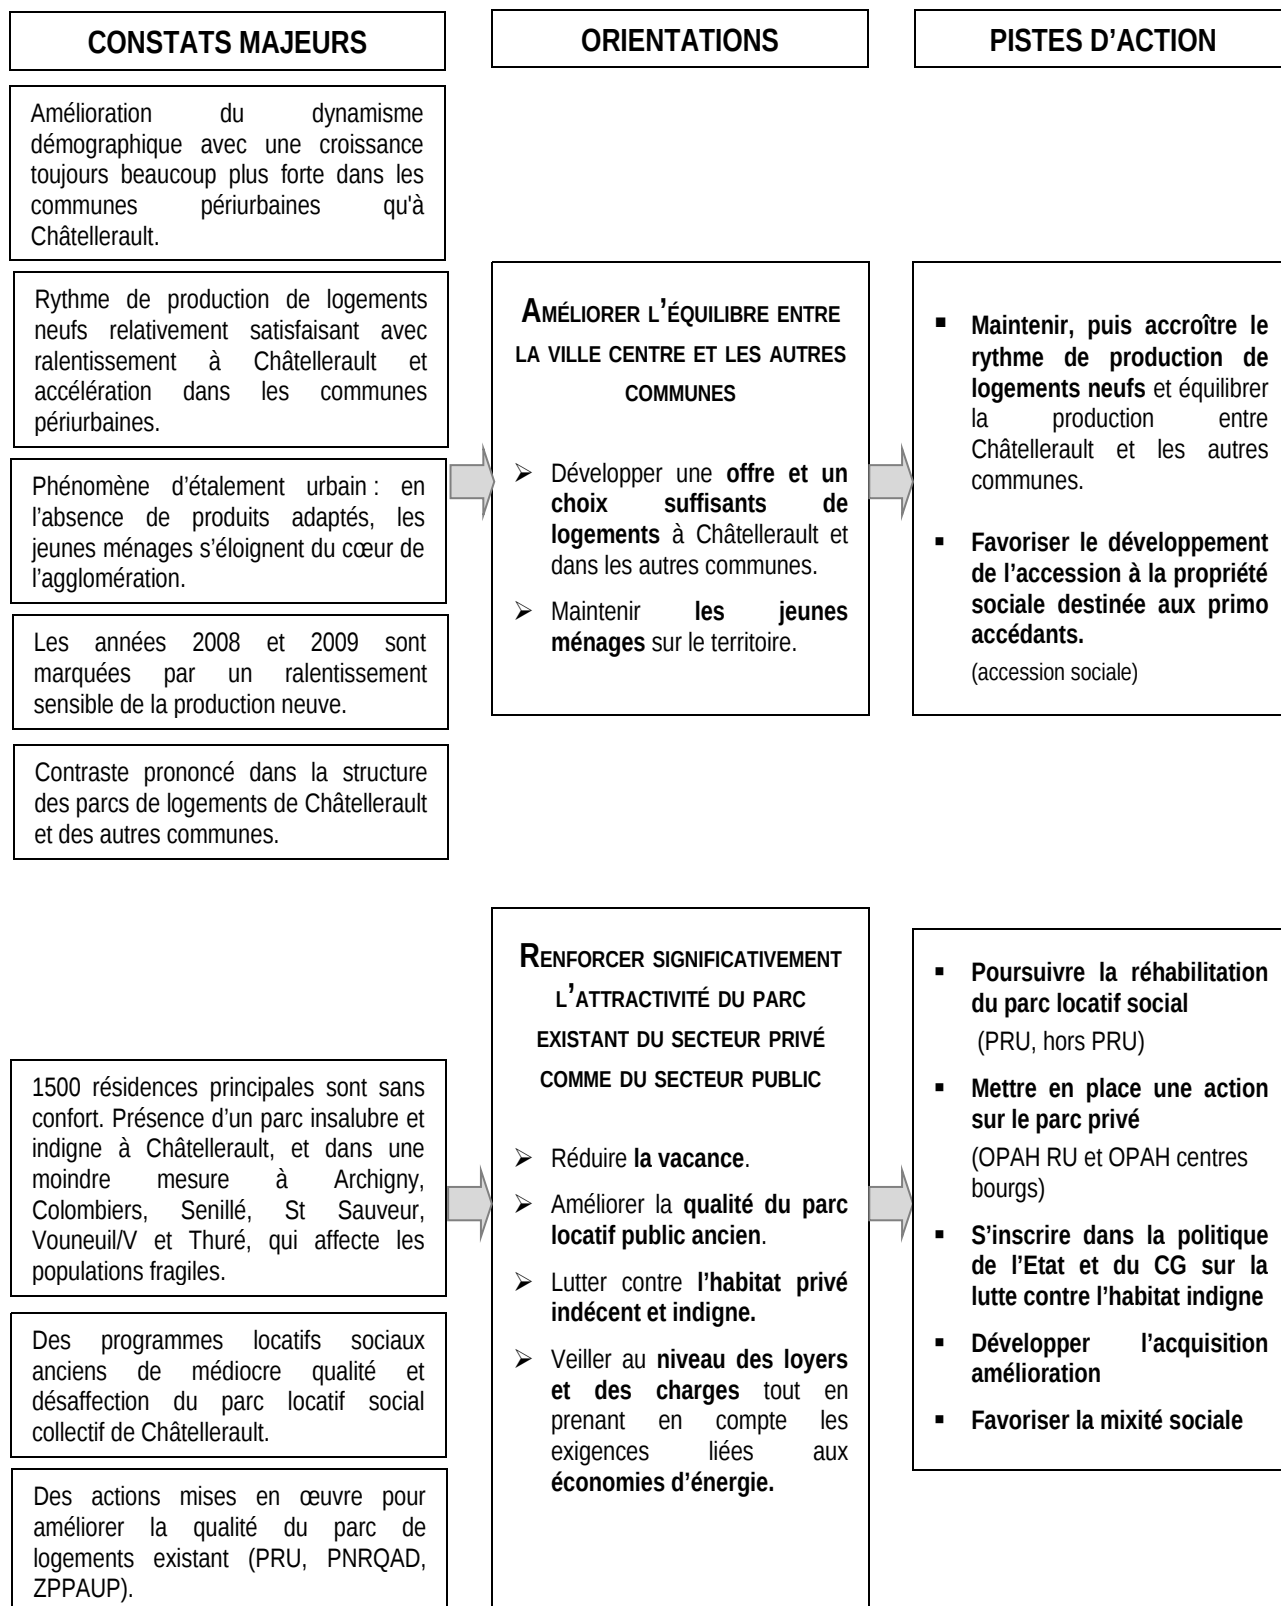 CONSTATS MAJEURS
ORIENTATIONS
PISTES D’ACTION
Amélioration du dynamisme
démographique avec une croissance
toujours beaucoup plus forte dans les
communes périurbaines qu'à
Châtellerault.
Rythme de production de logements
neufs relativement satisfaisant avec
ralentissement à Châtellerault et
accélération dans les communes
périurbaines.
Phénomène d’étalement urbain : en
l’absence de produits adaptés, les
jeunes ménages s’éloignent du cœur de
l’agglomération.
Les années 2008 et 2009 sont
marquées par un ralentissement
sensible de la production neuve.
Contraste prononcé dans la structure
des parcs de logements de Châtellerault
et des autres communes.
AMÉLIORER L’ÉQUILIBRE ENTRE
LA VILLE CENTRE ET LES AUTRES
COMMUNES
➢ Développer une offre et un
choix suffisants de
logements à Châtellerault et
dans les autres communes.
➢ Maintenir les jeunes
ménages sur le territoire.
▪ Maintenir, puis accroître le
rythme de production de
logements neufs et équilibrer
la production entre
Châtellerault et les autres
communes.
▪ Favoriser le développement
de l’accession à la propriété
sociale destinée aux primo
accédants.
(accession sociale)
1500 résidences principales sont sans
confort. Présence d’un parc insalubre et
indigne à Châtellerault, et dans une
moindre mesure à Archigny,
Colombiers, Senillé, St Sauveur,
Vouneuil/V et Thuré, qui affecte les
populations fragiles.
Des programmes locatifs sociaux
anciens de médiocre qualité et
désaffection du parc locatif social
collectif de Châtellerault.
Des actions mises en œuvre pour
améliorer la qualité du parc de
logements existant (PRU, PNRQAD,
ZPPAUP).
RENFORCER SIGNIFICATIVEMENT
L’ATTRACTIVITÉ DU PARC
EXISTANT DU SECTEUR PRIVÉ
COMME DU SECTEUR PUBLIC
➢ Réduire la vacance.
➢ Améliorer la qualité du parc
locatif public ancien.
➢ Lutter contre l’habitat privé
indécent et indigne.
➢ Veiller au niveau des loyers
et des charges tout en
prenant en compte les
exigences liées aux
économies d’énergie.
▪ Poursuivre la réhabilitation
du parc locatif social
(PRU, hors PRU)
▪ Mettre en place une action
sur le parc privé
(OPAH RU et OPAH centres
bourgs)
▪ S’inscrire dans la politique
de l’Etat et du CG sur la
lutte contre l’habitat indigne
▪ Développer l’acquisition
amélioration
▪ Favoriser la mixité sociale